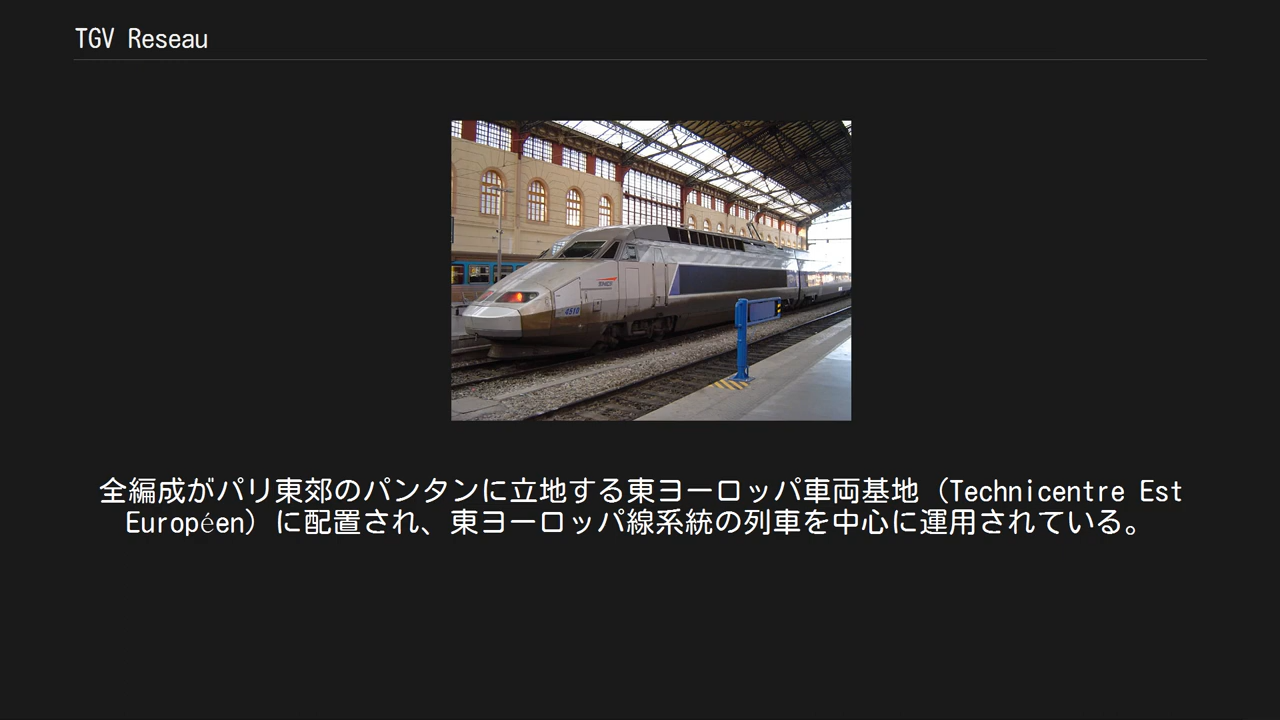 TGV Reseau
SNCF
4510
全編成がパリ東郊のパンタンに立地する東ヨーロッパ車両基地（Technicentre Est
Européen）に配置され、東ヨーロッパ線系統の列車を中心に運用されている。